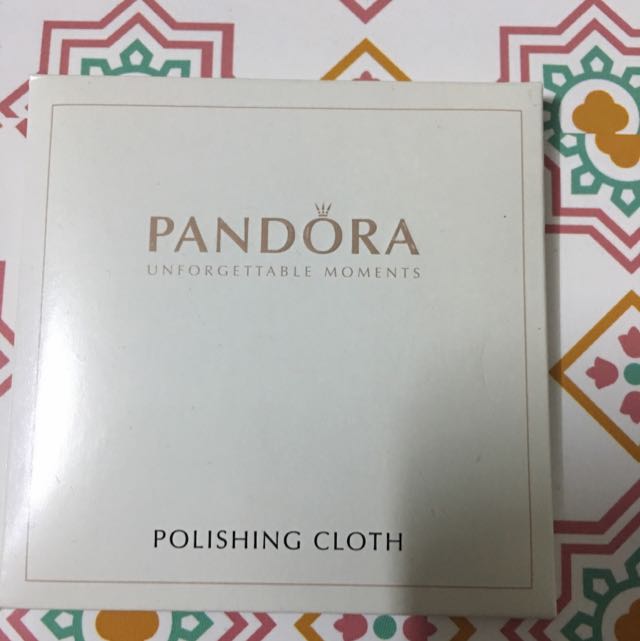 PANDORA
UNFORGETTABLE MOMENTS
POLISHING CLOTH